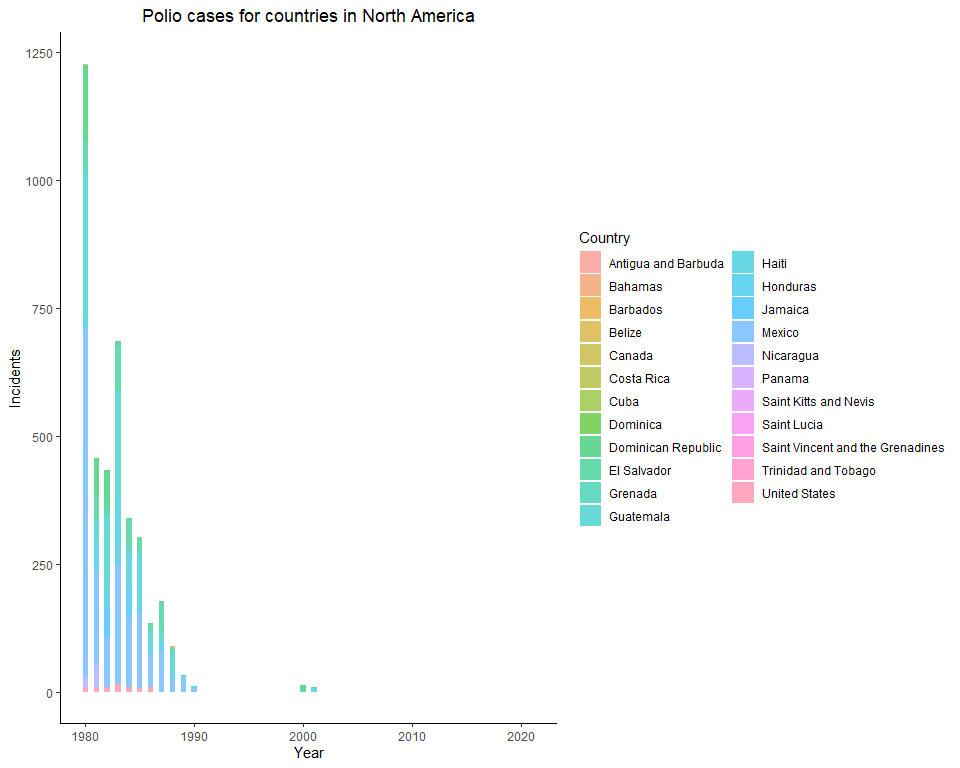 Polio cases for countries in North America
1250
1000
750
500
250
0
Incidents
1980
1990
2000
2010
2020
Year
Country
Antigua and Barbuda
Bahamas
Barbados
Belize
Canada
Costa Rica
Cuba
Dominica
Dominican Republic
El Salvador
Grenada
Guatemala
Haiti
Honduras
Jamaica
Mexico
Nicaragua
Panama
Saint Kitts and Nevis
Saint Lucia
Saint Vincent and the Grenadines
Trinidad and Tobago
United States